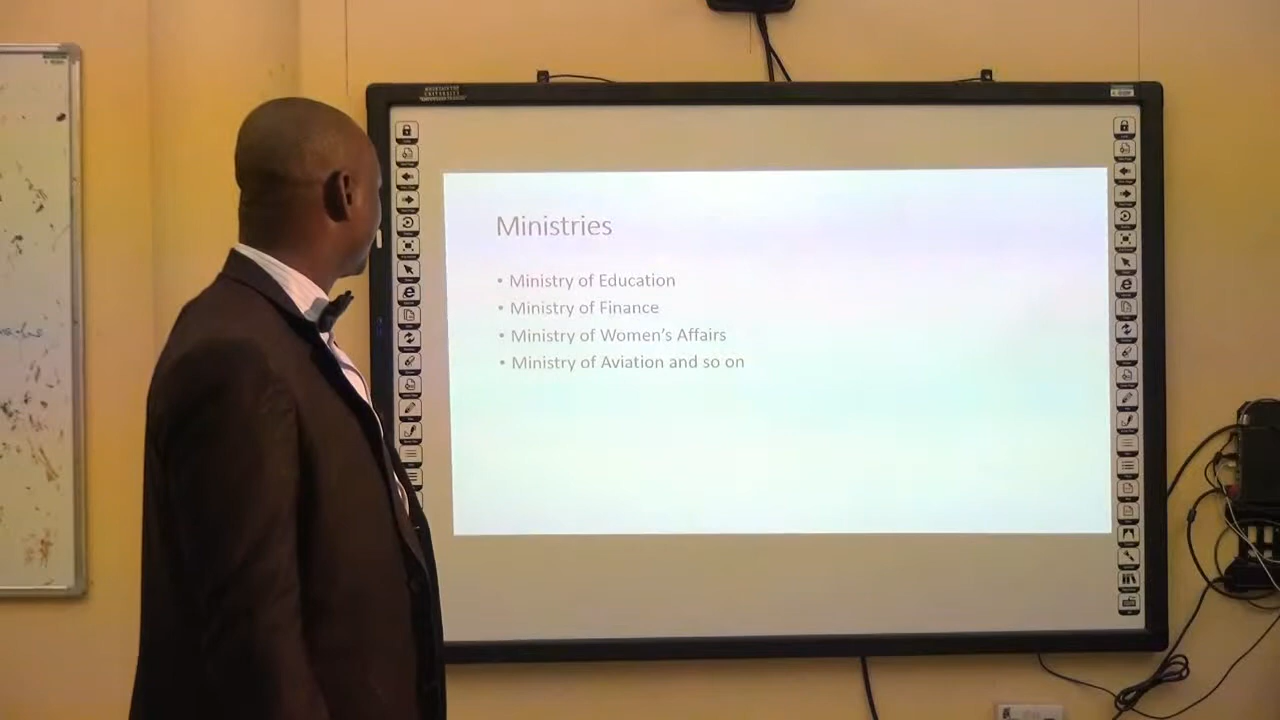 Ministries
• Ministry of Education
• Ministry of Finance
• Ministry of Women's Affairs
• Ministry of Aviation and so on